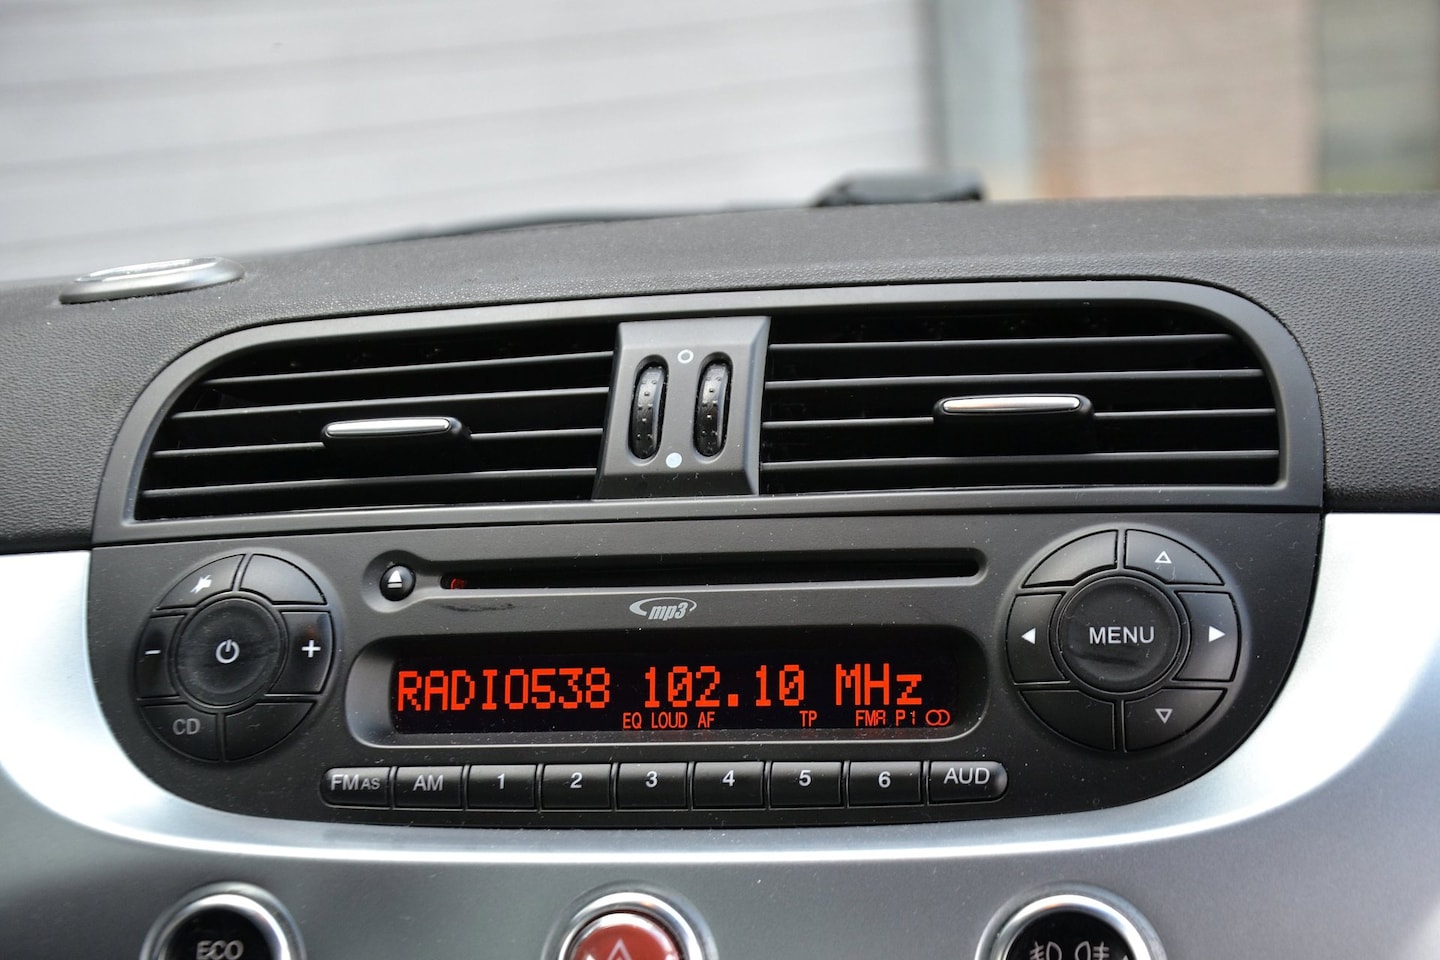 mp3
- +
MENU
RADIO538 102.10 MHz
EQ LOUD AF TP FMA P1
CD
FM AS AM 1 2 3 4 5 6 AUD
ECO